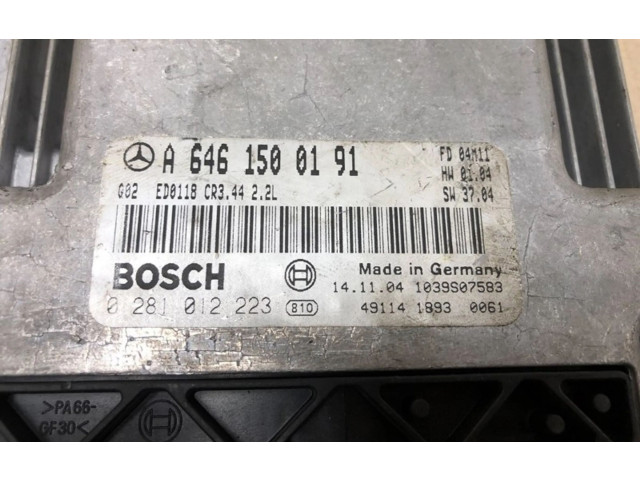 A 646 150 01 91
FD 04M11
HW 01.04
G02 ED0118 CR3.44 2.2L
SW 37.04
BOSCH
Made in Germany
14.11.04 1039S07583
0 281 012 223 810
49114 1893 0061
>PA66-
GF30<